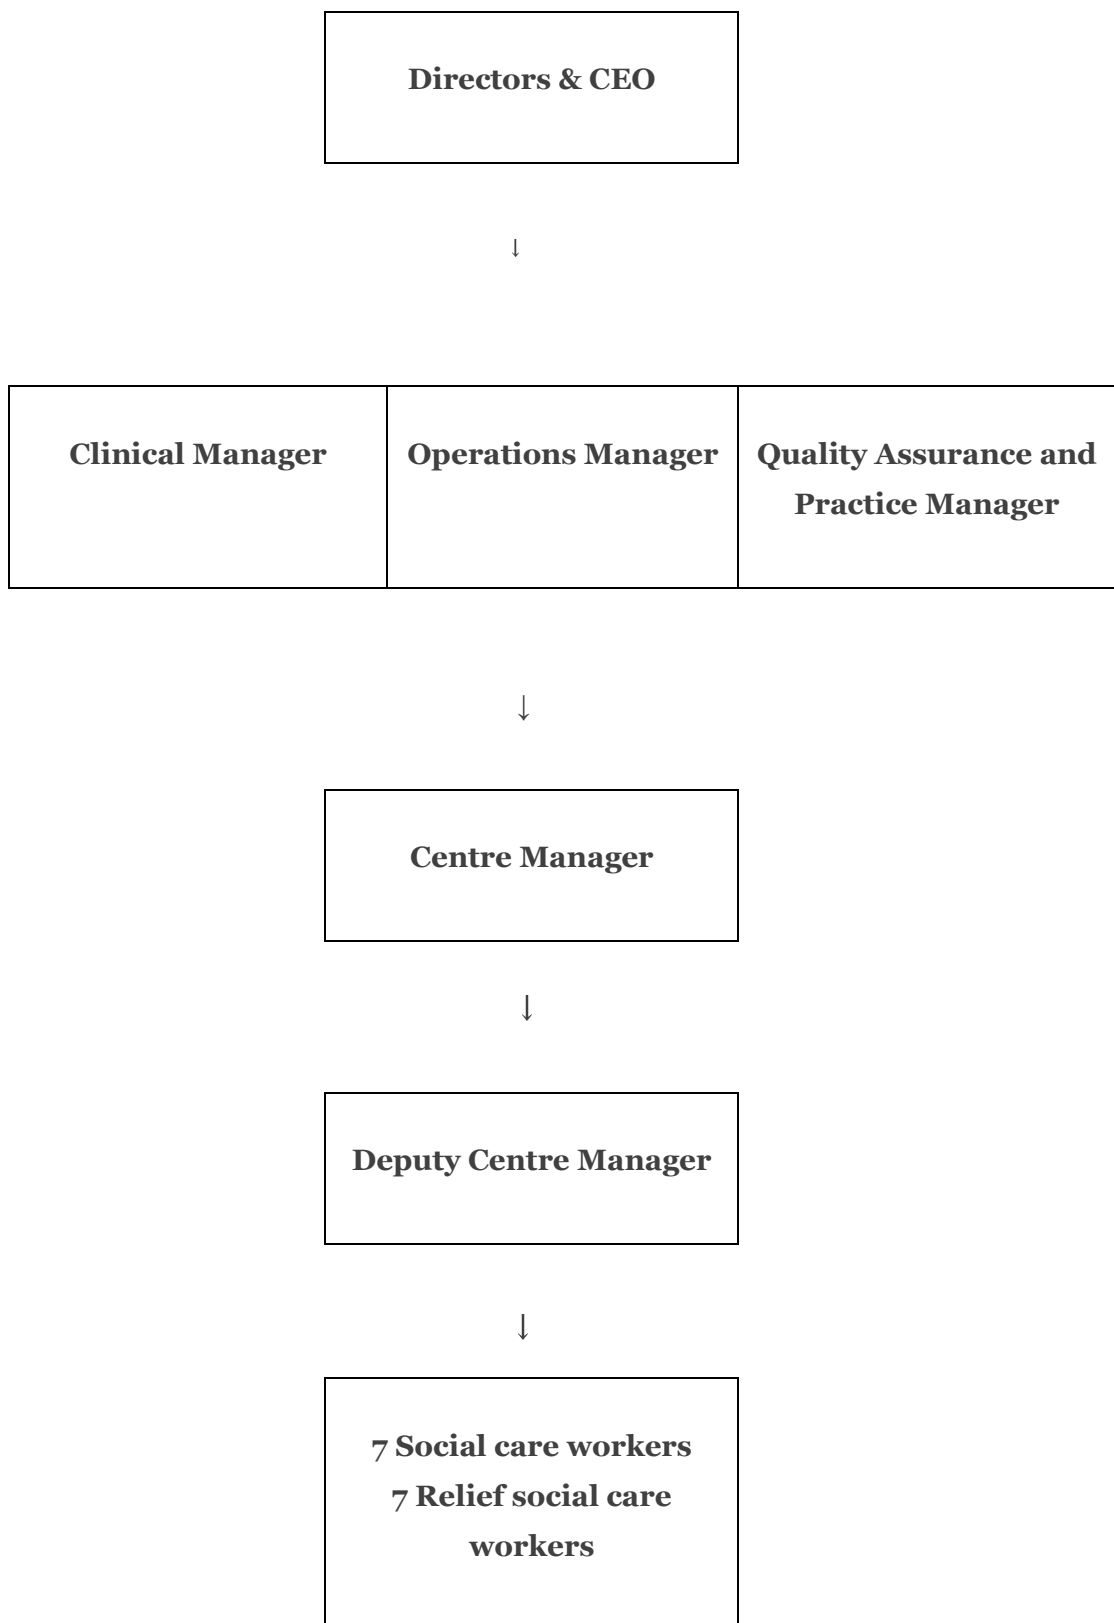 Directors & CEO
↓
Clinical Manager
Operations Manager
Quality Assurance and
Practice Manager
↓
Centre Manager
↓
Deputy Centre Manager
↓
7 Social care workers
7 Relief social care
workers